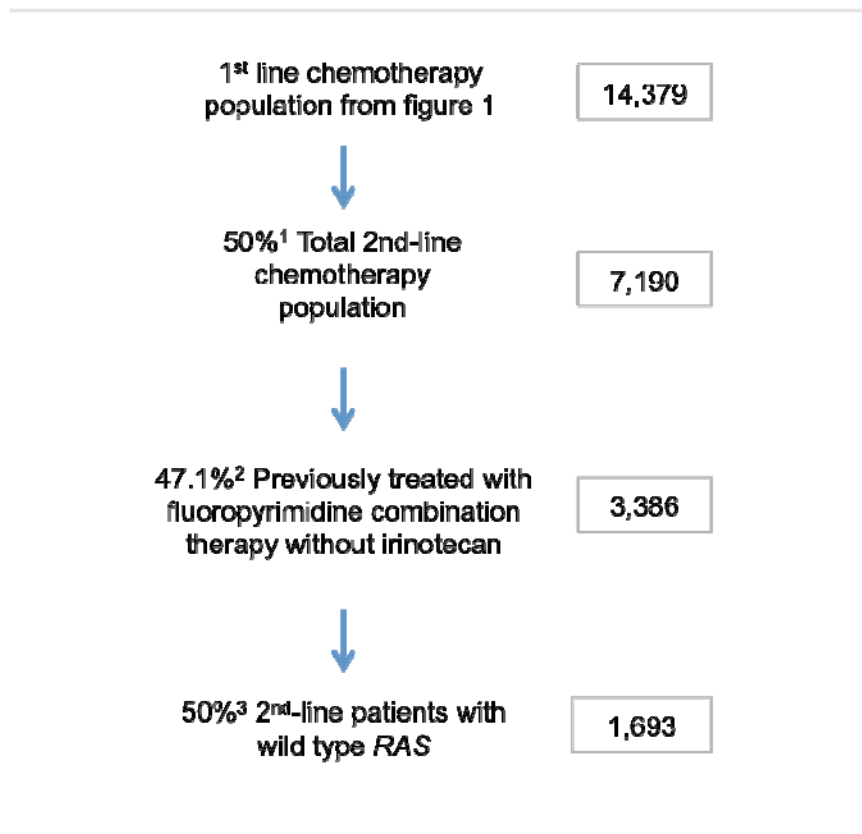 1st line chemotherapy
population from figure 1
14,379
50%1 Total 2nd-line
chemotherapy
population
7,190
47.1%2 Previously treated with
fluoropyrimidine combination
therapy without irinotecan
3,386
50%3 2nd-line patients with
wild type RAS
1,693